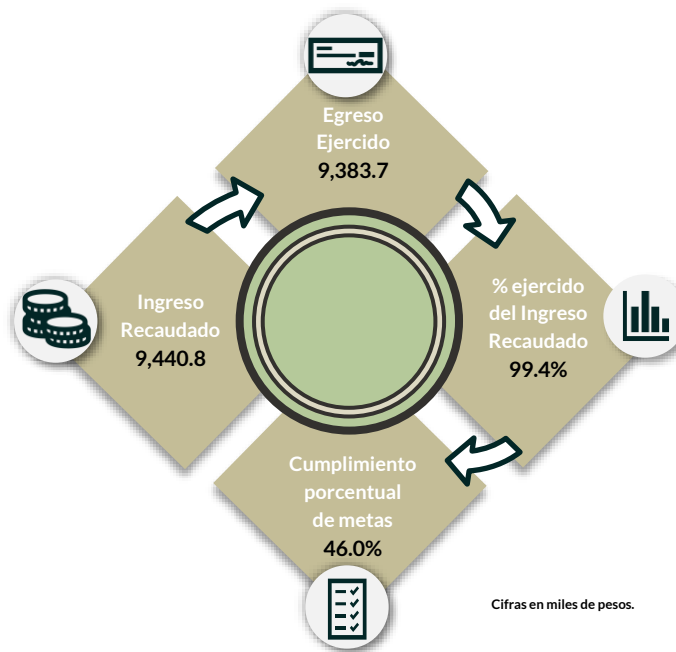 Egreso
Ejercido
9,383.7
Ingreso
Recaudado
9,440.8
% ejercido
del Ingreso
Recaudado
99.4%
Cumplimiento
porcentual
de metas
46.0%
Cifras en miles de pesos.